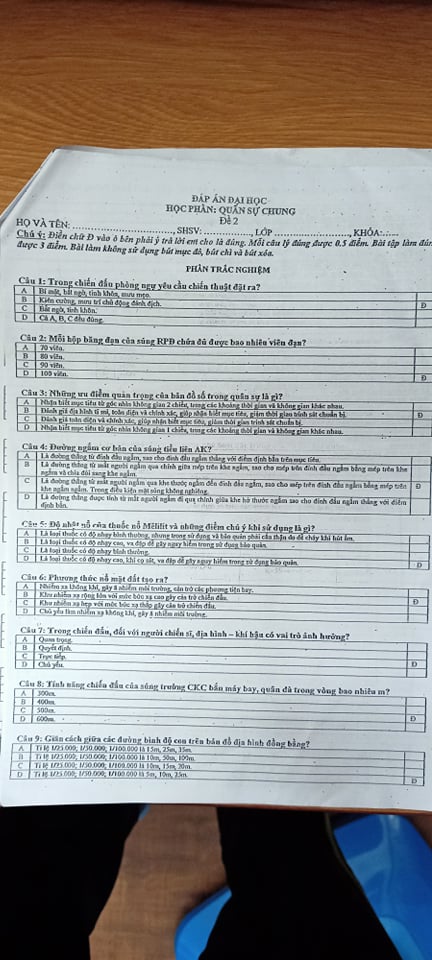 ĐÁP ÁN ĐẠI HỌC
HỌC PHẦN: QUÂN SỰ CHUNG
Đề 2
HỌ VÀ TÊN: ......................., SHSV: ............, LỚP ..................., KHÓA:......
Chú ý: Điền chữ Đ vào ô bên phải ý trả lời em cho là đúng. Mỗi câu lý đúng được 0.5 điểm. Bài tập làm đún
được 3 điểm. Bài làm không sử dụng bút mực đỏ, bút chì và bút xóa.
PHẦN TRẮC NGHIỆM
Câu 1: Trong chiến đấu phòng ngự yêu cầu chiến thuật đặt ra?
A Bí mật, bất ngờ, tinh khôn, mưu mẹo.
B Kiên cường, mưu trí chủ động đánh địch. Đ
C Bất ngờ, tinh khôn.
D Cả A, B, C đều đúng.
Câu 2: Mỗi hộp băng đạn của súng RPĐ chứa đủ được bao nhiêu viên đạn?
A 70 viên.
B 80 viên.
C 90 viên.
D 100 viên. Đ
Câu 3: Những ưu điểm quản trọng của bản đồ số trong quân sự là gì?
A Nhận biết mục tiêu từ góc nhìn không gian 2 chiều, trong các khoảng thời gian và không gian khác nhau.
B Đánh giá địa hình tỉ mỉ, toàn diện và chính xác, giúp nhận biết mục tiêu, giảm thời gian trinh sát chuẩn bị. Đ
C Đánh giá toàn diện và chính xác, giúp nhận biết mục tiêu, giảm thời gian trinh sát chuẩn bị.
D Nhận biết mục tiêu từ góc nhìn không gian 1 chiều, trong các khoảng thời gian và không gian khác nhau.
Câu 4: Đường ngắm cơ bản của súng tiểu liên AK?
A Là đường thẳng từ đỉnh đầu ngắm, sao cho đỉnh đầu ngắm thẳng với điểm định bắn trên mục tiêu.
B Là đường thẳng từ mắt người ngắm qua chính giữa mép trên khe ngắm, sao cho mép trên đỉnh đầu ngắm bằng mép trên khe
ngắm và chia đôi sang khe ngắm.
C Là đường thẳng từ mắt người ngắm qua khe thước ngắm đến đỉnh đầu ngắm, sao cho mép trên đỉnh đầu ngắm bằng mép trên Đ
khe ngắm ngắm. Trong điều kiện mặt súng không nghiêng.
D Là đường thẳng được tính từ mắt người ngắm đi qua chính giữa khe hở thước ngắm sao cho đỉnh đầu ngắm thẳng với điểm
định bắn.
Câu 5: Độ nhạy nổ của thuốc nổ Mêlifit và những điểm chú ý khi sử dụng là gì?
A Là loại thuốc có độ nhạy bình thường, nhưng trong sử dụng và bảo quản phải cẩn thận do dễ chảy khi hút ẩm.
B Là loại thuốc có độ nhạy cao, va đập dễ gây nguy hiểm trong sử dụng bảo quản.
C Là loại thuốc có độ nhạy bình thường.
D Là loại thuốc có độ nhạy cao, khi cọ sát, va đập dễ gây nguy hiểm trong sử dụng bảo quản. Đ
Câu 6: Phương thức nổ mặt đất tạo ra?
A Nhiễm xạ không khí, gây ô nhiễm môi trường, cản trở các phương tiện bay.
B Khu nhiễm xạ rộng lớn với mức bức xạ cao gây cản trở chiến đấu. Đ
C Khu nhiễm xạ hẹp với mức bức xạ thấp gây cản trở chiến đấu.
D Chủ yếu làm nhiễm xạ không khí, gây ô nhiễm môi trường.
Câu 7: Trong chiến đấu, đối với người chiến sĩ, địa hình – khí hậu có vai trò ảnh hưởng?
A Quan trọng.
B Quyết định.
C Trực tiếp. Đ
D Chủ yếu.
Câu 8: Tính năng chiến đấu của súng trường CKC bắn máy bay, quân dù trong vòng bao nhiêu m?
A 300m.
B 400m.
C 500m. Đ
D 600m.
Câu 9: Giãn cách giữa các đường bình độ con trên bản đồ địa hình đồng bằng?
A Tỉ lệ 1/25.000; 1/50.000; 1/100.000 là 15m, 25m, 35m.
B Tỉ lệ 1/25.000; 1/50.000; 1/100.000 là 10m, 50m, 100m.
C Tỉ lệ 1/25.000; 1/50.000; 1/100.000 là 10m, 15m, 20m.
D Tỉ lệ 1/25.000; 1/50.000; 1/100.000 là 5m, 10m, 25m. Đ